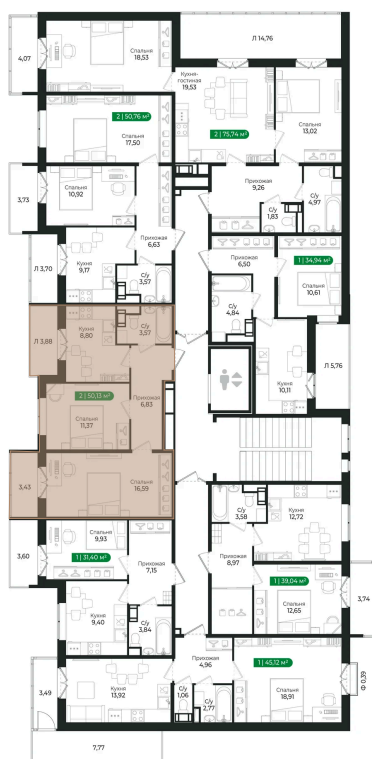 4,07
Спальня
18,53
Л 14,76
Кухня-
гостиная
19,53
Спальня
13,02
2 | 50,76 м²
Спальня
17,50
2 | 75,74 м²
3,73
Спальня
10,92
Прихожая
9,26
С/у
1,83
С/у
4,97
Прихожая
6,63
Кухня
9,17
С/у
3,57
Л 3,70
Прихожая
6,50
1 | 34,94 м²
Спальня
10,61
С/у
4,84
Л 3,88
Кухня
8,80
С/у
3,57
Л 5,76
Кухня
10,11
2 | 50,13 м²
Спальня
11,37
Прихожая
6,83
3,43
Спальня
16,59
С/у
3,58
Кухня
12,72
3,60
Спальня
9,93
1 | 31,40 м²
Прихожая
7,15
Прихожая
8,97
1 | 39,04 м²
Спальня
12,65
3,74
Кухня
9,40
С/у
3,84
Прихожая
4,96
1 | 45,12 м²
Ф 0,39
3,49
Кухня
13,92
С/у
1,06
С/у
2,77
Спальня
18,91
7,77